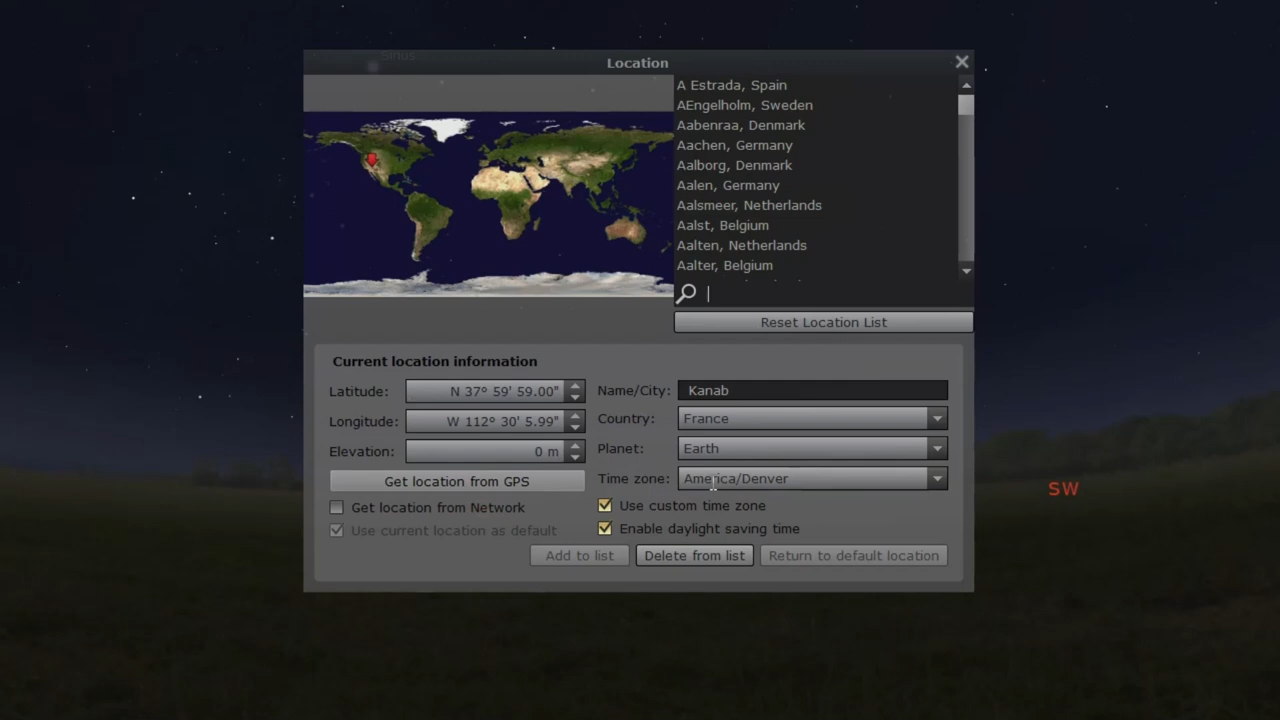 Sirius
Location
A Estrada, Spain
AEngelholm, Sweden
Aabenraa, Denmark
Aachen, Germany
Aalborg, Denmark
Aalen, Germany
Aalsmeer, Netherlands
Aalst, Belgium
Aalten, Netherlands
Aalter, Belgium
Reset Location List
Current location information
Latitude: N 37° 59' 59.00"
Name/City: Kanab
Longitude: W 112° 30' 5.99"
Country: France
Elevation: 0 m
Planet: Earth
Get location from GPS
Time zone: America/Denver
Get location from Network
Use custom time zone
Use current location as default
Enable daylight saving time
Add to list
Delete from list
Return to default location
SW